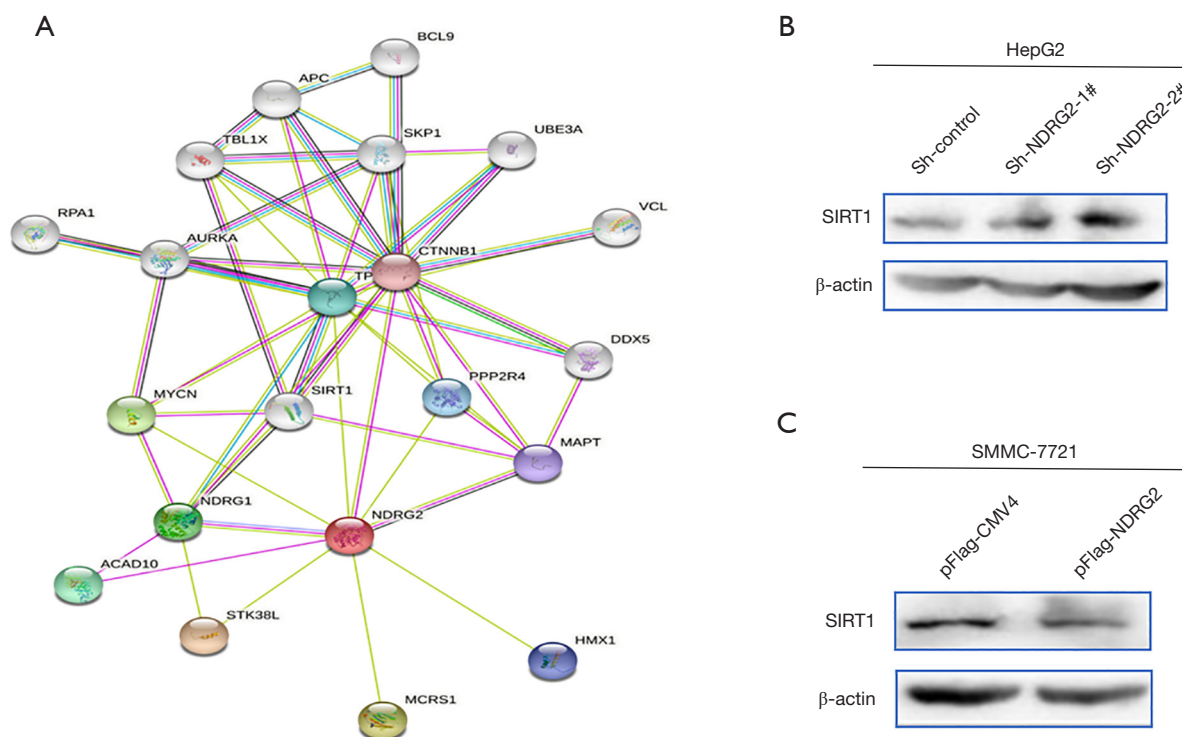 A
BCL9
APC
SKP1
UBE3A
TBL1X
VCL
RPA1
AURKA
CTNNB1
TP
DDX5
PPP2R4
MYCN
SIRT1
MAPT
NDRG1
NDRG2
ACAD10
STK38L
HMX1
MCRS1
B
HepG2
Sh-control
Sh-NDRG2-1#
Sh-NDRG2-2#
SIRT1
β-actin
C
SMMC-7721
pFlag-CMV4
pFlag-NDRG2
SIRT1
β-actin